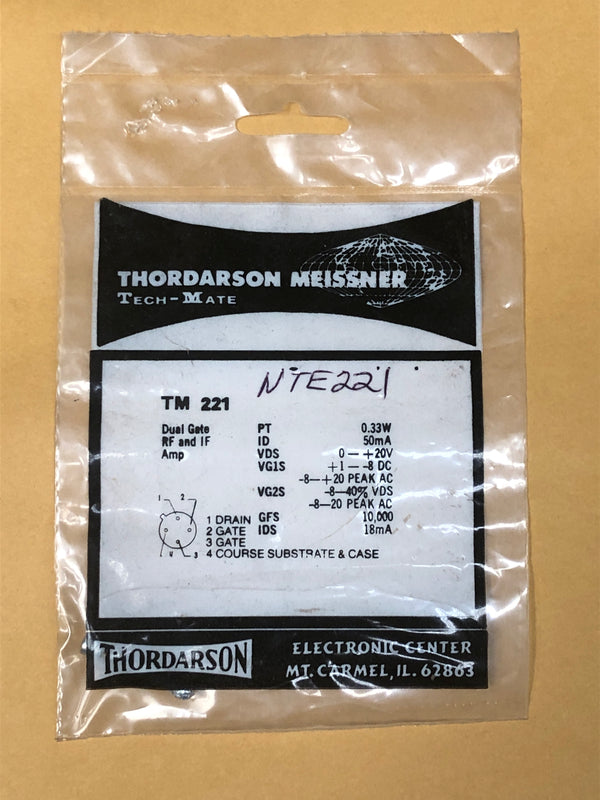 THORDARSON MEISSNER
TECH-MATE
NTE221
TM 221
Dual Gate PT 0.33W
RF and IF ID 50mA
Amp VDS 0—+20V
VG1S +1—-8 DC
-8—+20 PEAK AC
VG2S -8—40% VDS
-8—20 PEAK AC
1 2
1 DRAIN GFS 10,000
2 GATE IDS 18mA
3 GATE
4 COURSE SUBSTRATE & CASE
4 3
THORDARSON
ELECTRONIC CENTER
MT. CARMEL, IL. 62863